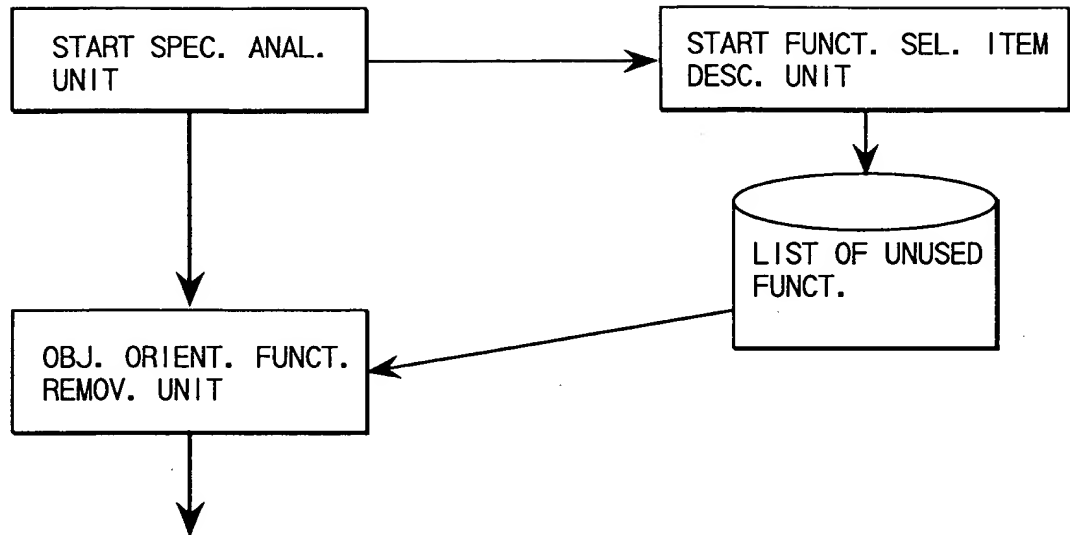 START SPEC. ANAL.
UNIT
START FUNCT. SEL. ITEM
DESC. UNIT
LIST OF UNUSED
FUNCT.
OBJ. ORIENT. FUNCT.
REMOV. UNIT